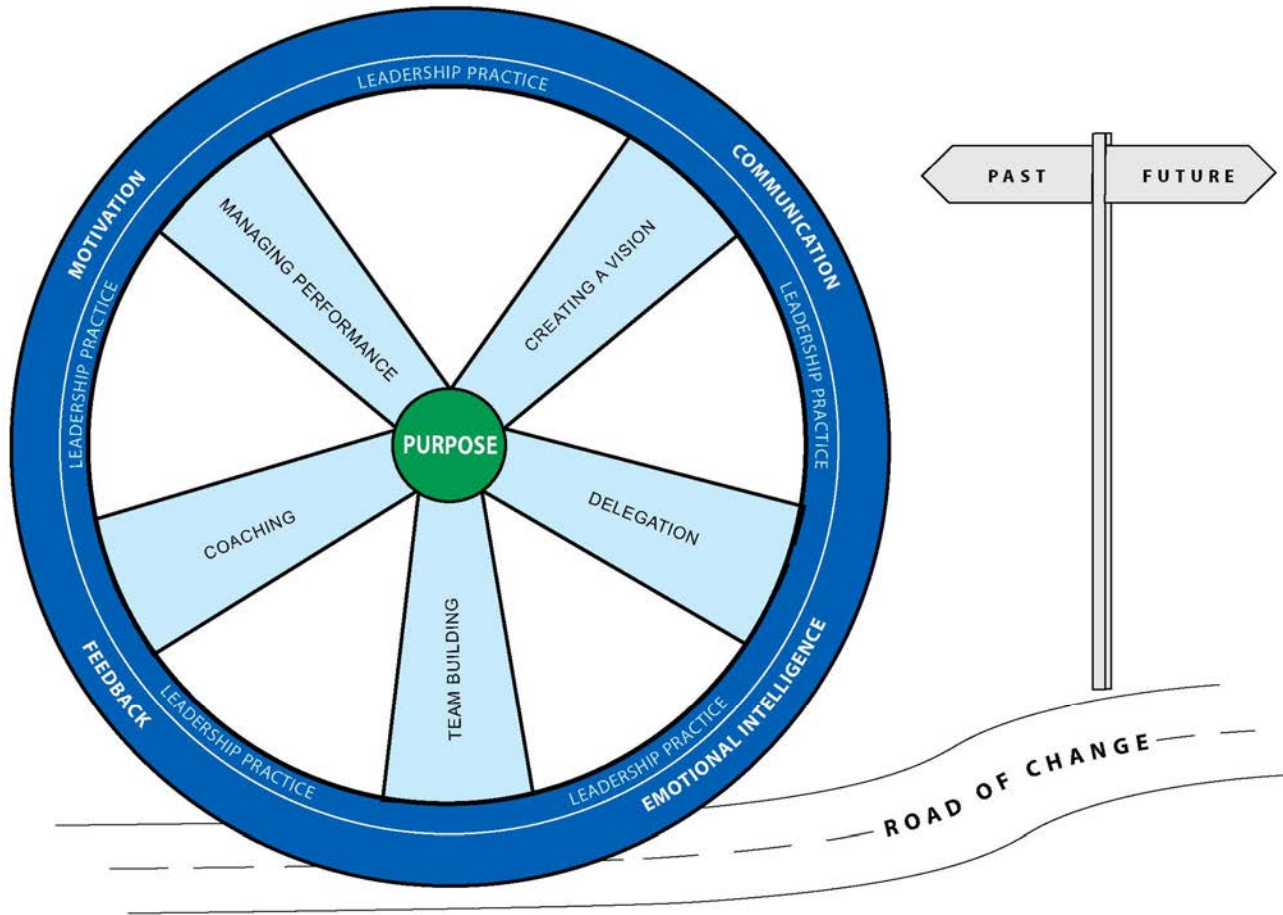 LEADERSHIP PRACTICE
MOTIVATION
COMMUNICATION
LEADERSHIP PRACTICE
LEADERSHIP PRACTICE
MANAGING PERFORMANCE
CREATING A VISION
PURPOSE
COACHING
DELEGATION
TEAM BUILDING
FEEDBACK
EMOTIONAL INTELLIGENCE
LEADERSHIP PRACTICE
LEADERSHIP PRACTICE
PAST
FUTURE
ROAD OF CHANGE